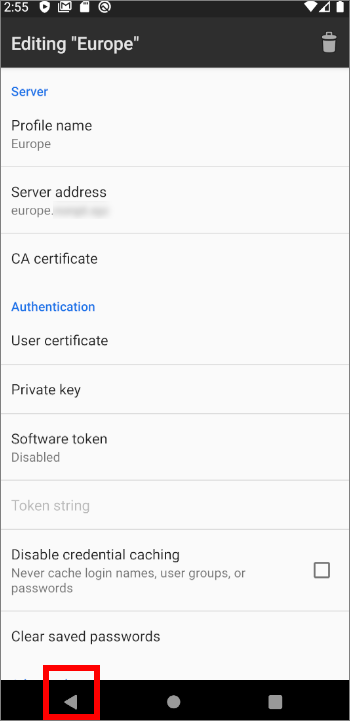 2:55
Editing "Europe"
Server
Profile name
Europe
Server address
europe.
CA certificate
Authentication
User certificate
Private key
Software token
Disabled
Token string
Disable credential caching
Never cache login names, user groups, or
passwords
Clear saved passwords